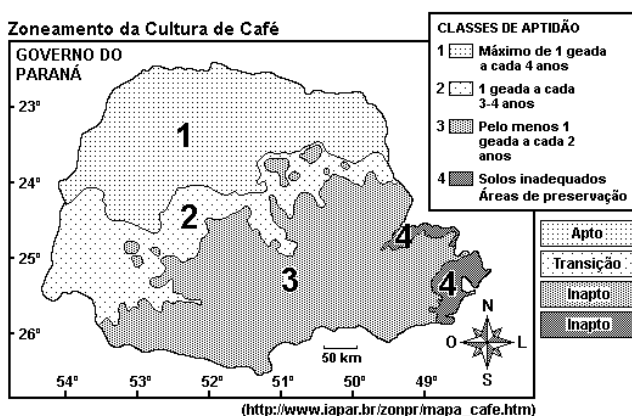 Zoneamento da Cultura de Café
GOVERNO DO
PARANÁ
CLASSES DE APTIDÃO
1 Máximo de 1 geada
a cada 4 anos
2 1 geada a cada
3-4 anos
3 Pelo menos 1
geada a cada 2
anos
4 Solos inadequados
Áreas de preservação
23°
24°
25°
26°
1
2
3
4
4
Apto
Transição
Inapto
Inapto
N
O L
S
50 km
54° 53° 52° 51° 50° 49°
(http://www.iapar.br/zonpr/mapa_cafe.htm)